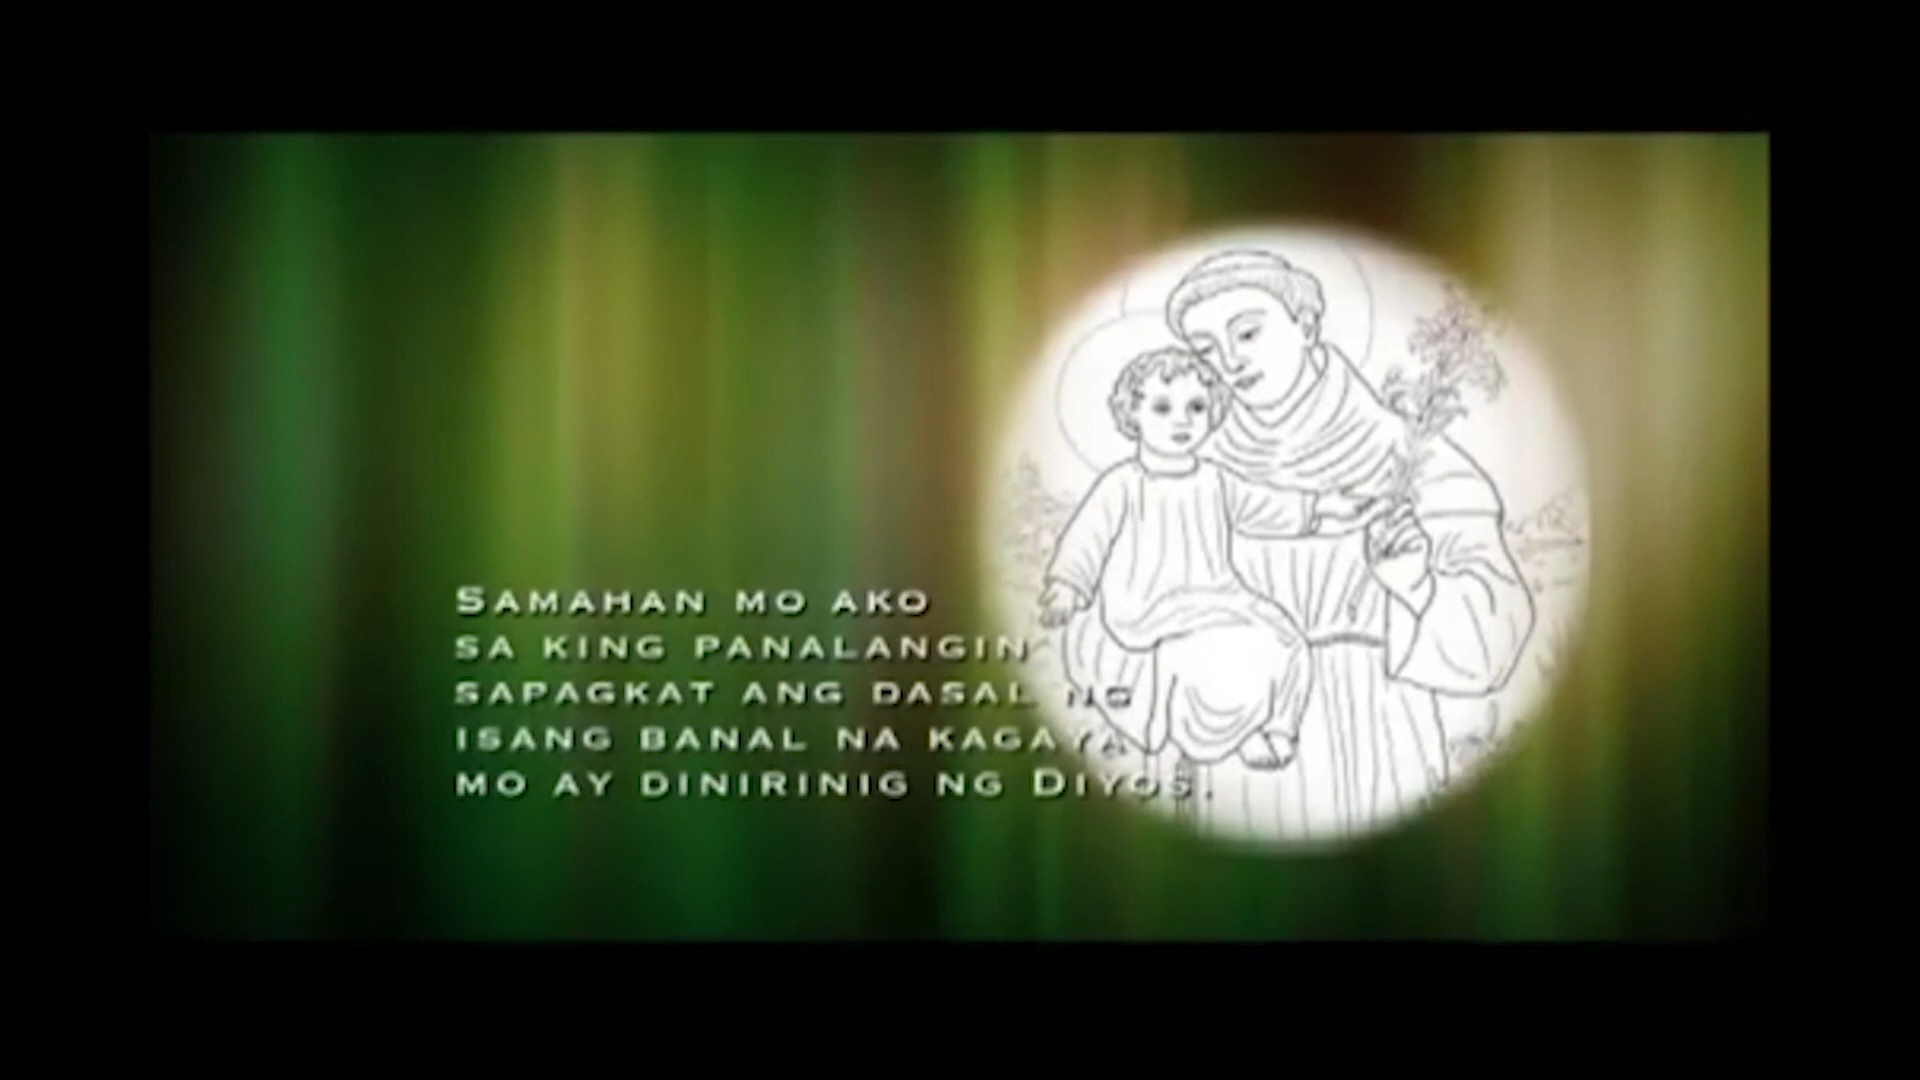 SAMAHAN MO AKO
SA KING PANALANGIN
SAPAGKAT ANG DASAL NG
ISANG BANAL NA KAGAYA
MO AY DINIRINIG NG DIYOS.